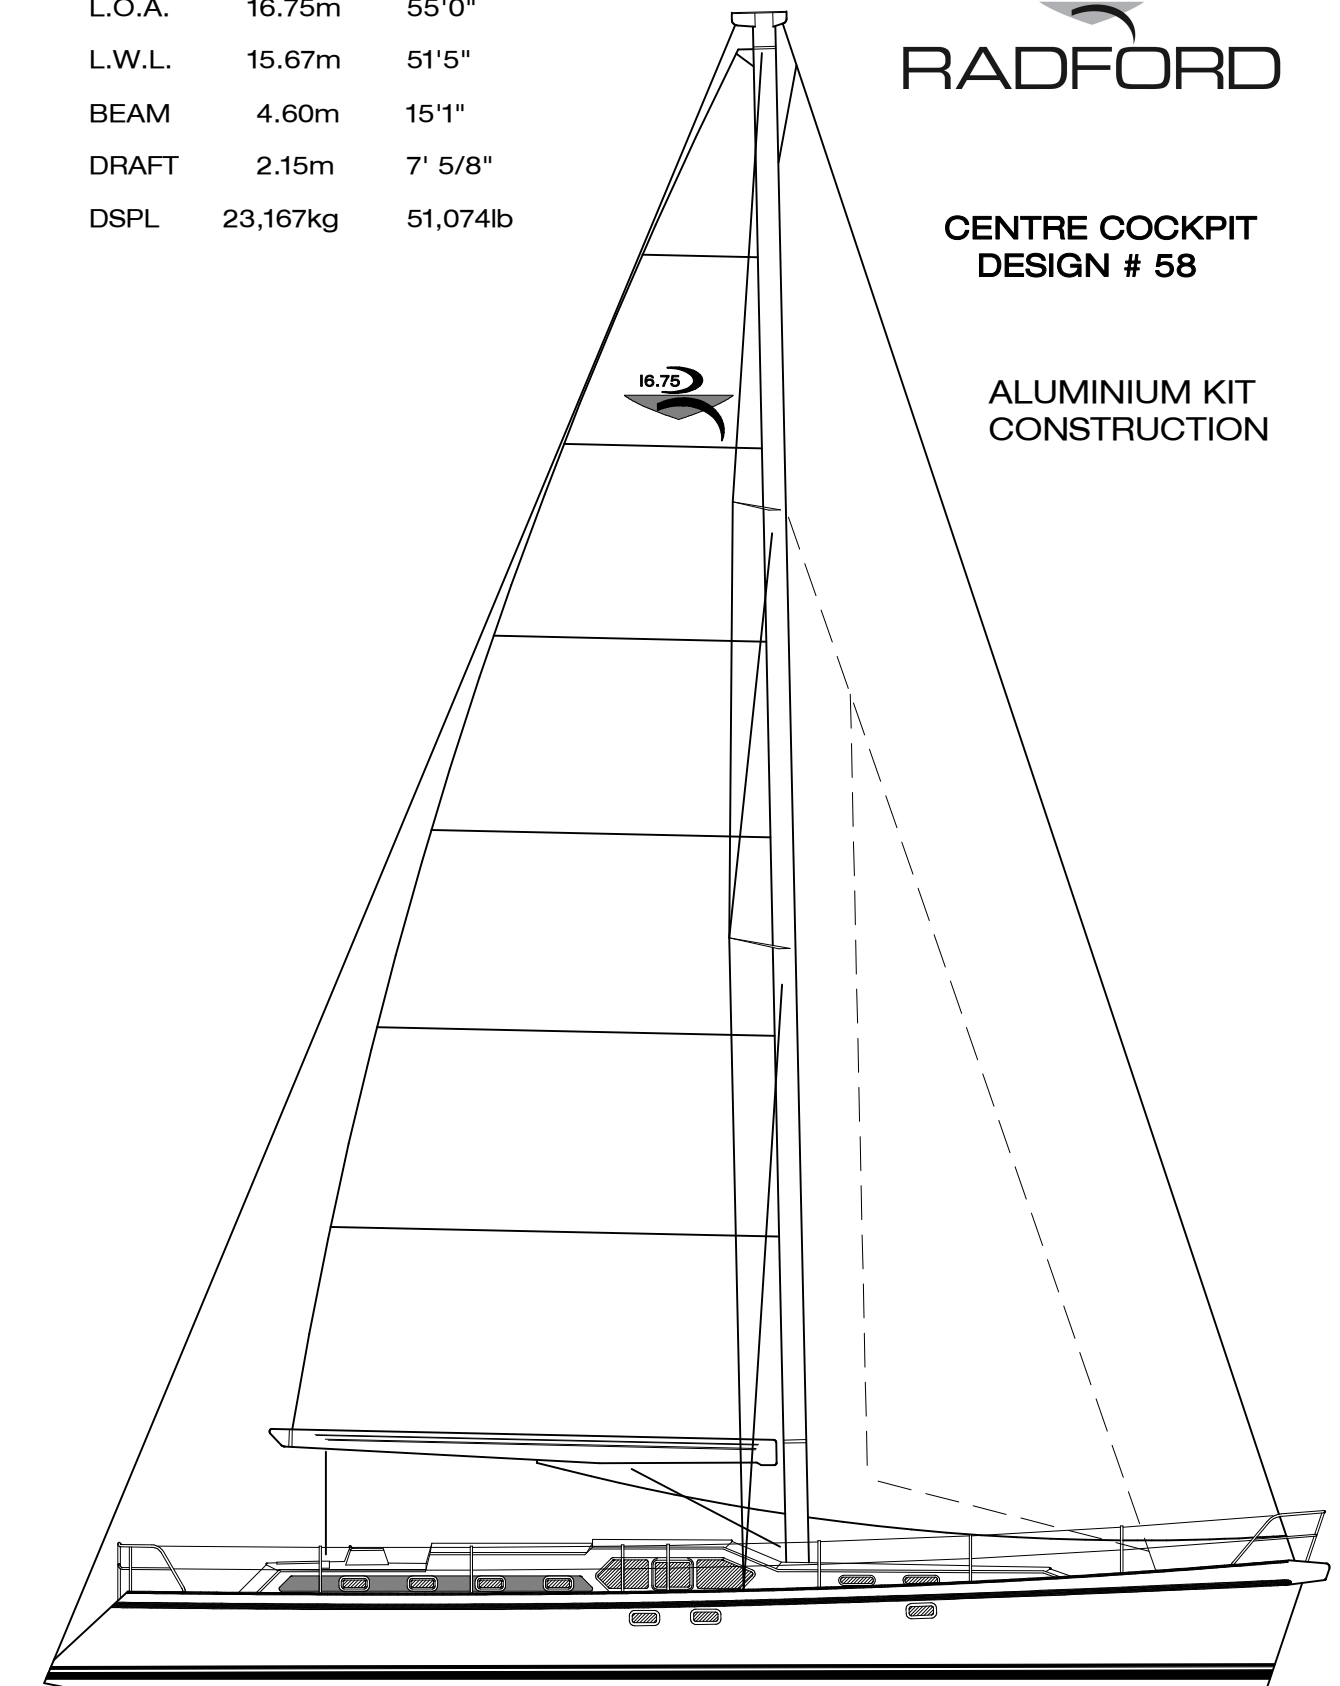 L.O.A. 16.75m 55'0"
L.W.L. 15.67m 51'5"
BEAM 4.60m 15'1"
DRAFT 2.15m 7' 5/8"
DSPL 23,167kg 51,074lb
RADFORD
CENTRE COCKPIT
DESIGN # 58
ALUMINIUM KIT
CONSTRUCTION
16.75